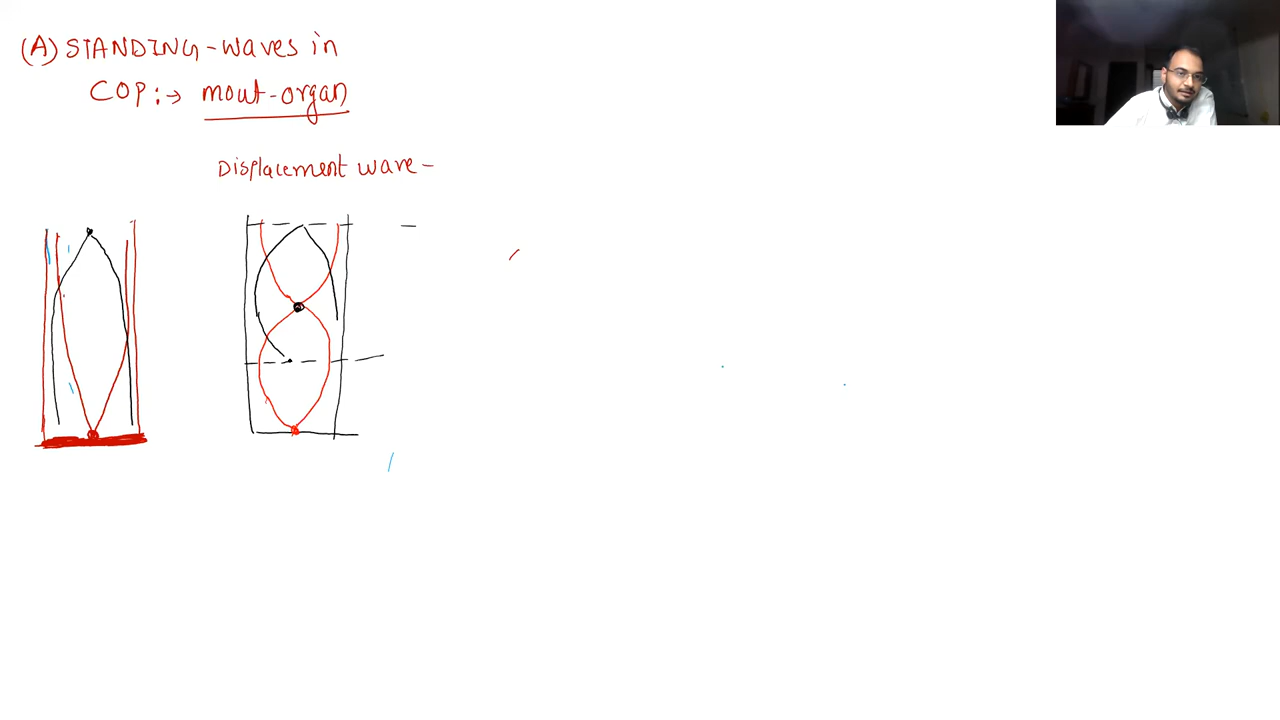 (A) STANDING-waves in
COP:→ mout-organ
Displacement wave-